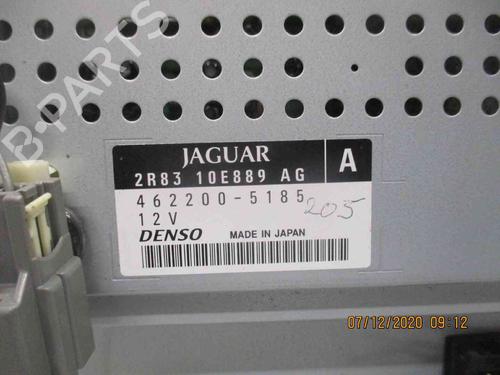 B-PARTS
JAGUAR
2R83 10E889 AG
A
462200-5185
205
12V
DENSO MADE IN JAPAN
07/12/2020 09:12